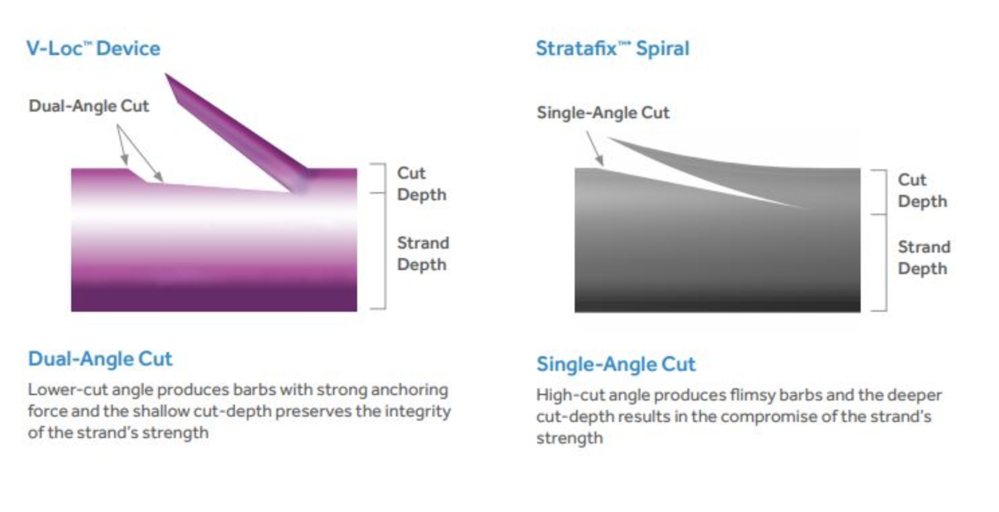 V-Loc™ Device
Dual-Angle Cut
Cut
Depth
Strand
Depth
Dual-Angle Cut
Lower-cut angle produces barbs with strong anchoring
force and the shallow cut-depth preserves the integrity
of the strand's strength
Stratafix™* Spiral
Single-Angle Cut
Cut
Depth
Strand
Depth
Single-Angle Cut
High-cut angle produces flimsy barbs and the deeper
cut-depth results in the compromise of the strand's
strength